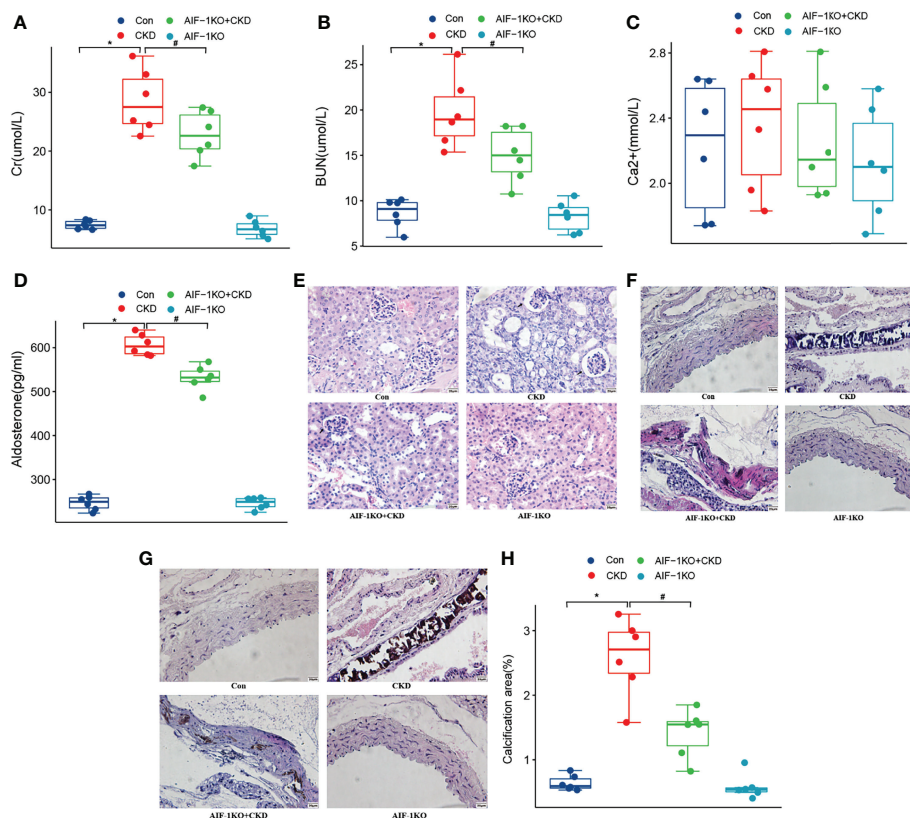 A
Con
AIF-1KO+CKD
CKD
AIF-1KO
*
#
Cr(umol/L)
30
20
10
B
Con
AIF-1KO+CKD
CKD
AIF-1KO
*
#
BUN(umol/L)
25
20
15
10
5
C
Con
AIF-1KO+CKD
CKD
AIF-1KO
Ca2+(mmol/L)
2.8
2.4
2.0
D
Con
AIF-1KO+CKD
CKD
AIF-1KO
*
#
Aldosterone(pg/ml)
600
500
400
300
E
Con
CKD
AIF-1KO+CKD
AIF-1KO
F
Con
CKD
AIF-1KO+CKD
AIF-1KO
G
Con
CKD
AIF-1KO+CKD
AIF-1KO
H
Con
AIF-1KO+CKD
CKD
AIF-1KO
*
#
Calcification area(%)
3
2
1
0